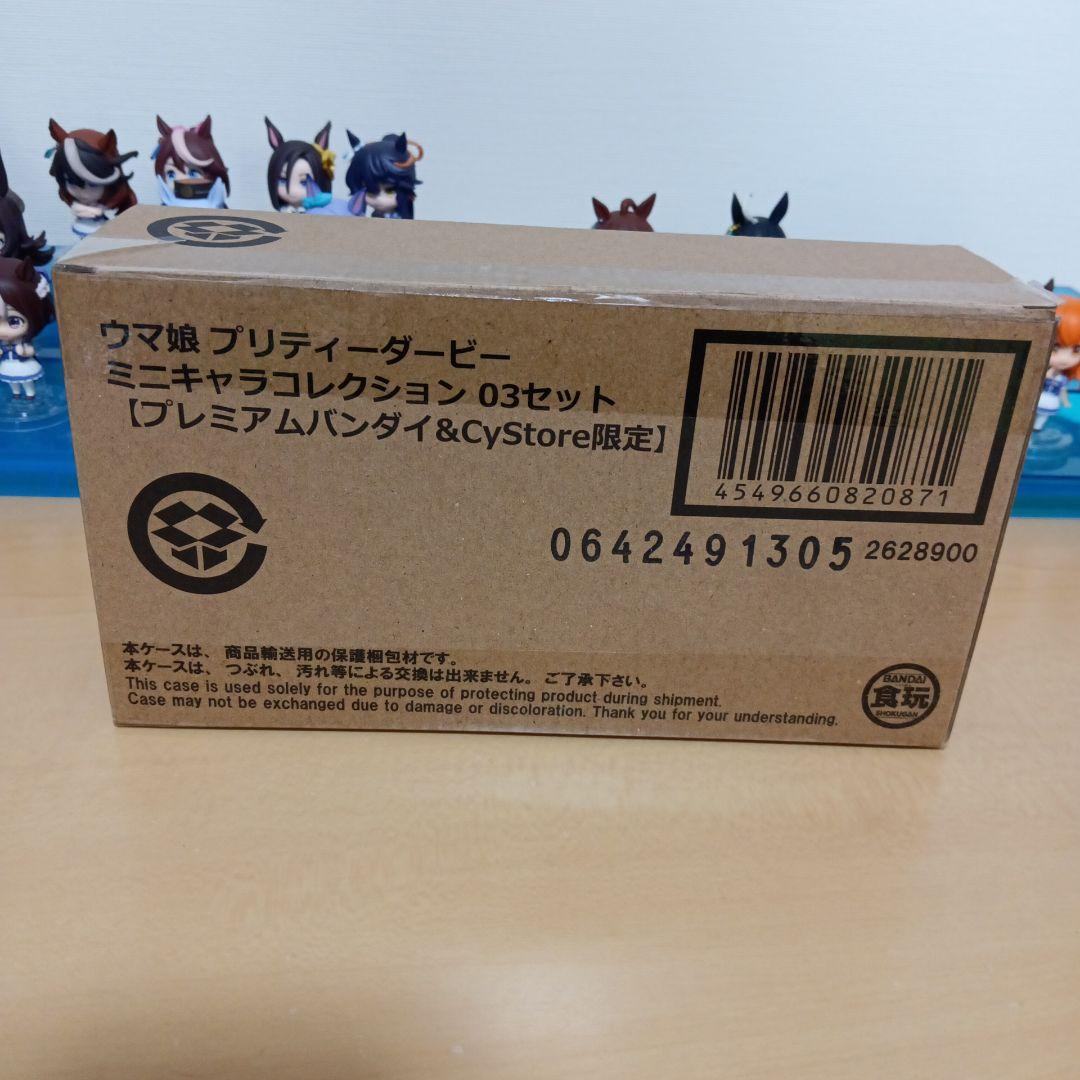 ウマ娘 プリティーダービー
ミニキャラコレクション 03セット
【プレミアムバンダイ&CyStore限定】
4549660820871
0642491305 2628900
本ケースは、商品輸送用の保護梱包材です。
本ケースは、つぶれ、汚れ等による交換は出来ません。ご了承下さい。
This case is used solely for the purpose of protecting product during shipment.
Case may not be exchanged due to damage or discoloration. Thank you for your understanding.
BANDAI
食玩
SHOKUGAN